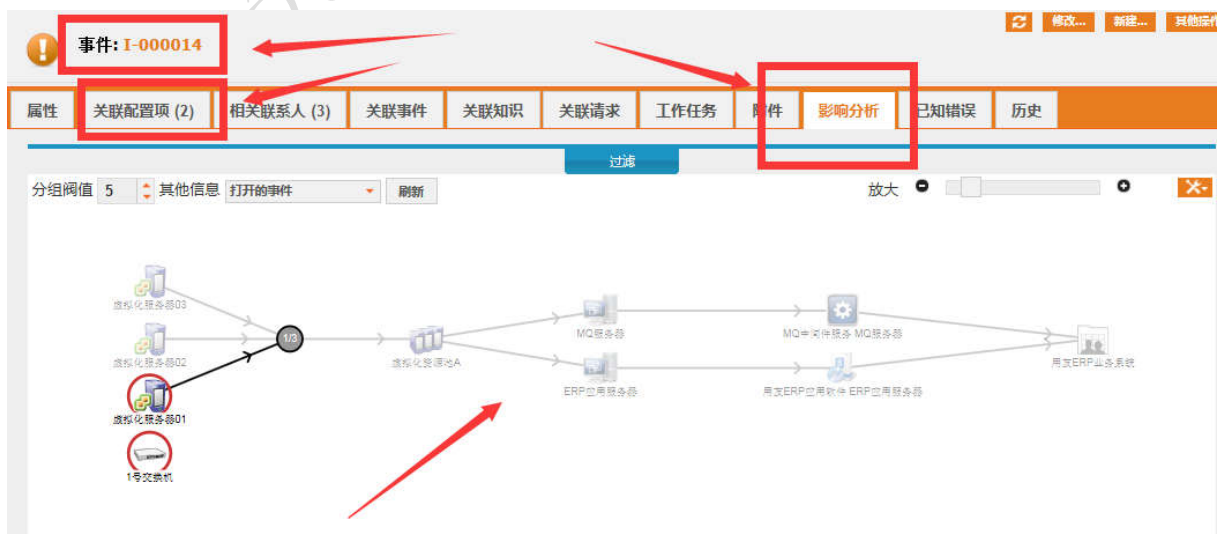 修改... 新建... 其他操作
事件: I-000014
属性 关联配置项 (2) 相关联系人 (3) 关联事件 关联知识 关联请求 工作任务 附件 影响分析 已知错误 历史
过滤
分组阀值 5 其他信息 打开的事件 刷新 放大
虚拟化服务器03
1/3
虚拟化服务器02
虚拟化资源池A
MQ服务器
MQ中间件服务 MQ服务器
用友ERP业务系统
ERP应用服务器
用友ERP应用软件 ERP应用服务器
虚拟化服务器01
1号交换机